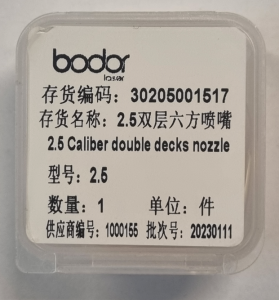 bodor
laser
存货编码：30205001517
存货名称：2.5双层六方喷嘴
2.5 Caliber double decks nozzle
型号：2.5
数量：1 单位：件
供应商编号：1000155 批次号：20230111